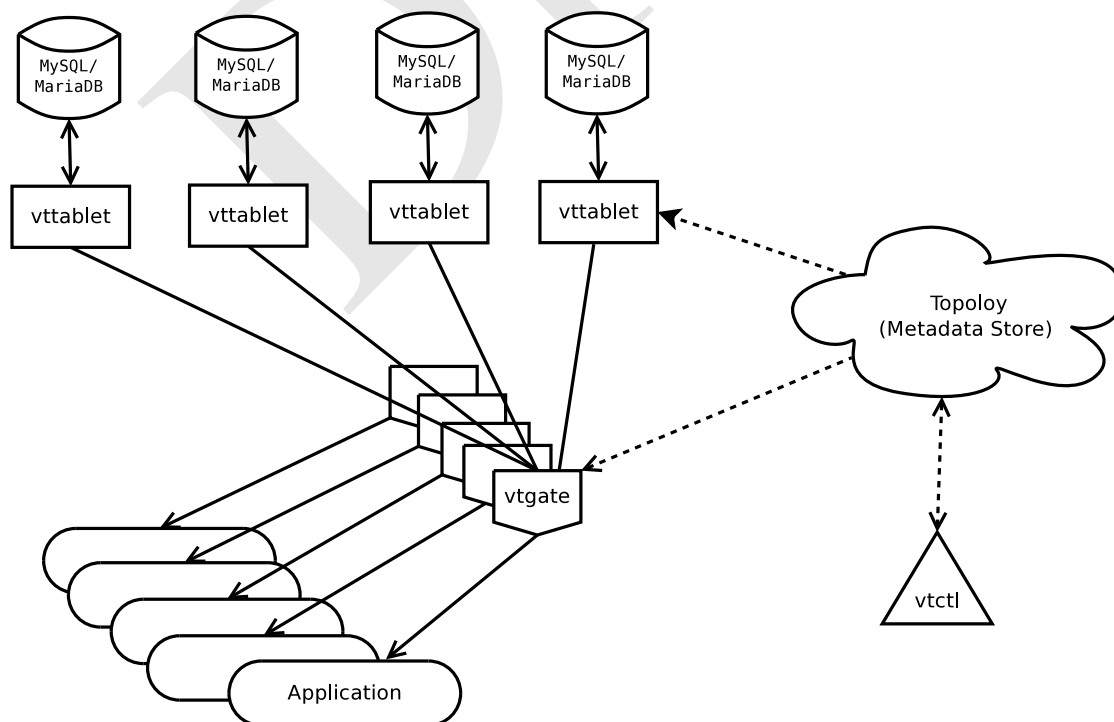 MySQL/
MariaDB
MySQL/
MariaDB
MySQL/
MariaDB
MySQL/
MariaDB
vttablet
vttablet
vttablet
vttablet
Topoloy
(Metadata Store)
vtgate
vtctl
Application